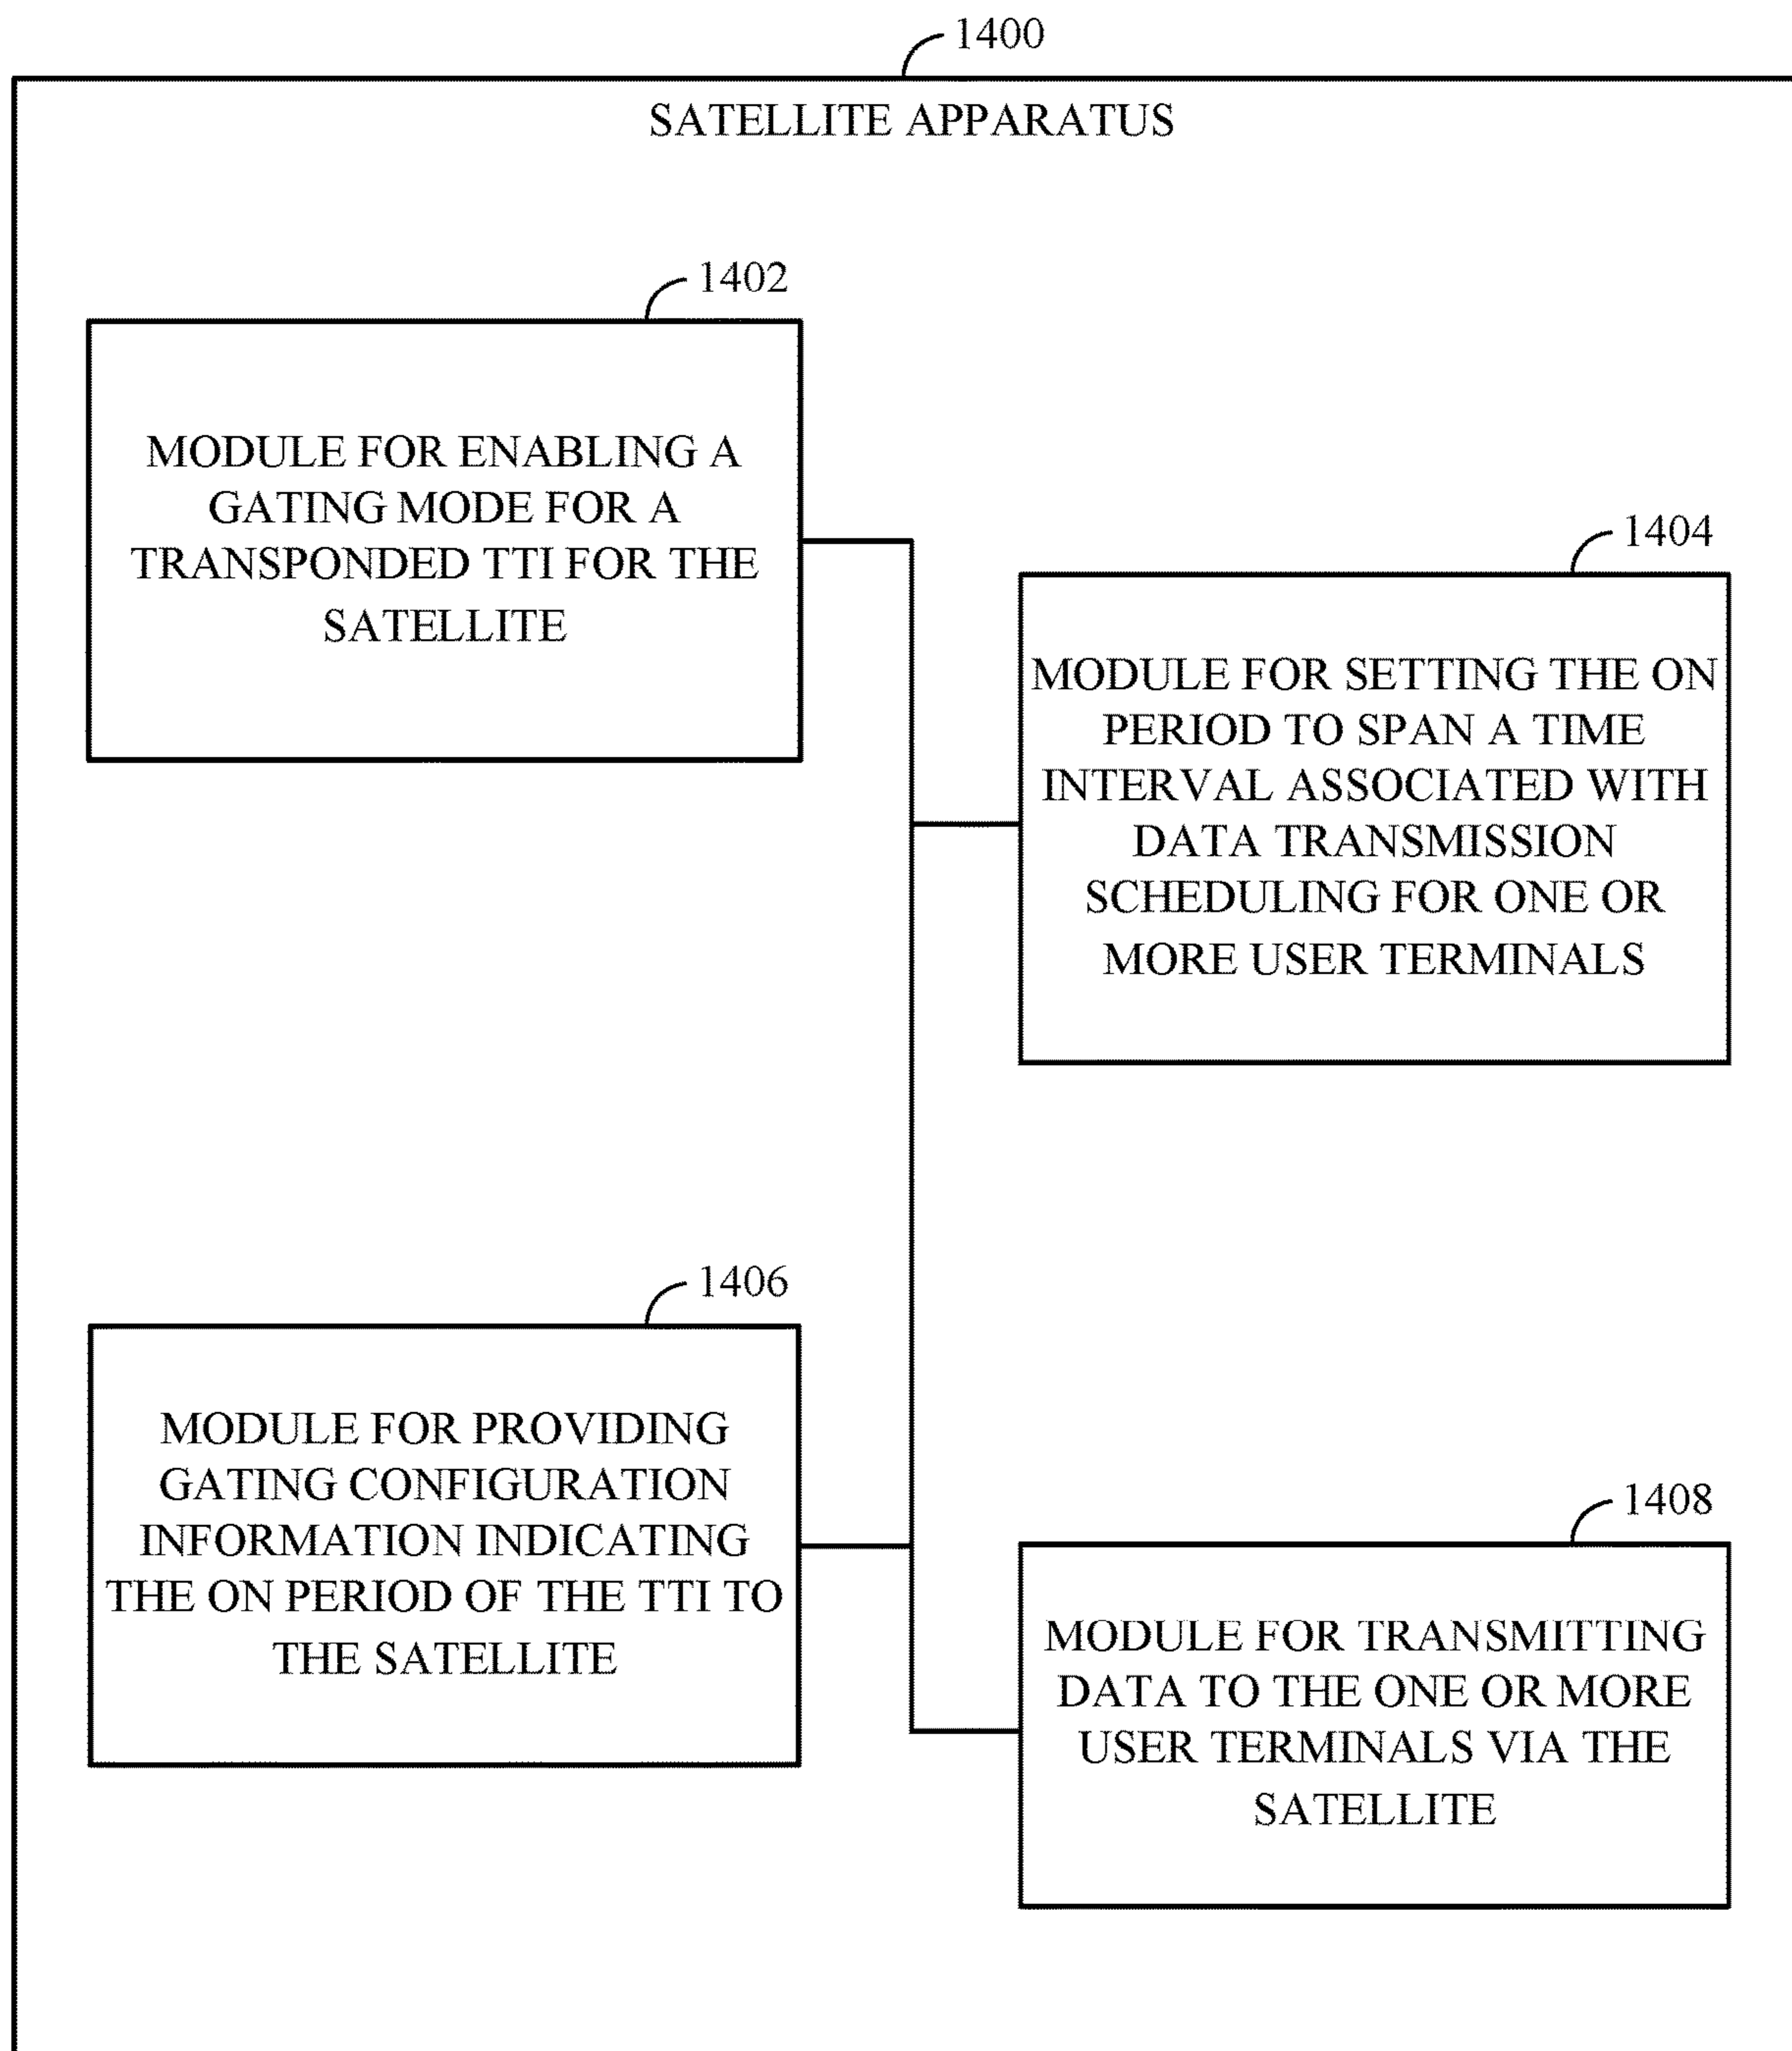 1400
SATELLITE APPARATUS
1402
MODULE FOR ENABLING A
GATING MODE FOR A
TRANSPONDED TTI FOR THE
SATELLITE
1404
MODULE FOR SETTING THE ON
PERIOD TO SPAN A TIME
INTERVAL ASSOCIATED WITH
DATA TRANSMISSION
SCHEDULING FOR ONE OR
MORE USER TERMINALS
1406
MODULE FOR PROVIDING
GATING CONFIGURATION
INFORMATION INDICATING
THE ON PERIOD OF THE TTI TO
THE SATELLITE
1408
MODULE FOR TRANSMITTING
DATA TO THE ONE OR MORE
USER TERMINALS VIA THE
SATELLITE